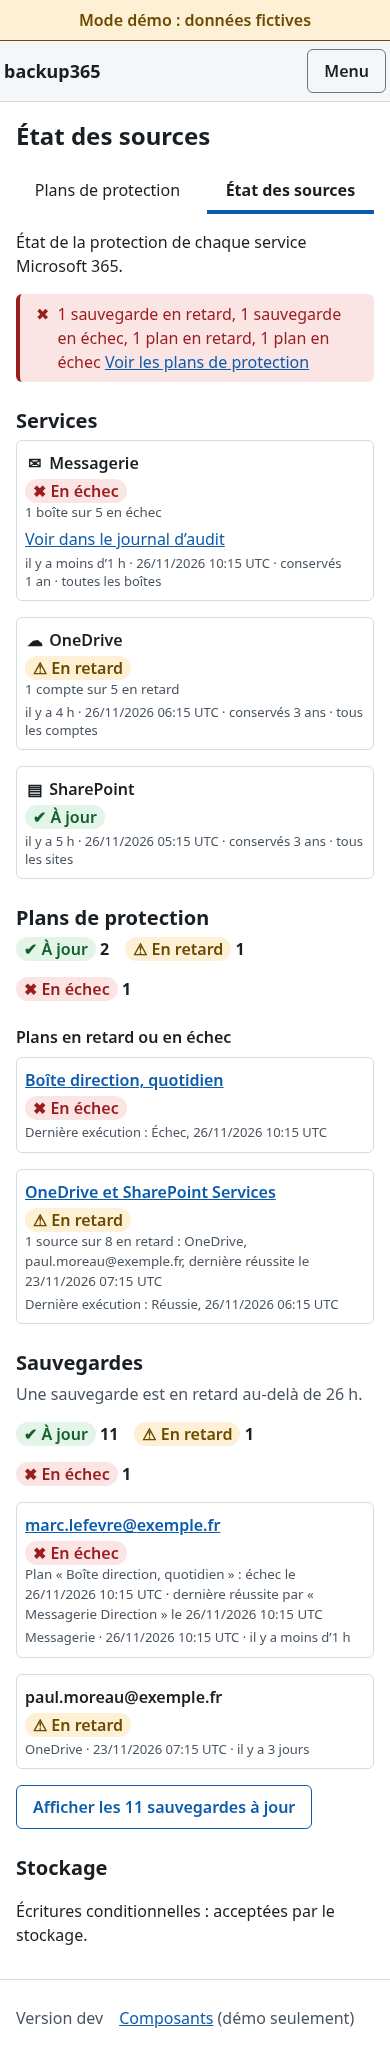 Mode démo : données fictives
backup365
Menu
État des sources
Plans de protection
État des sources
État de la protection de chaque service
Microsoft 365.
✖ 1 sauvegarde en retard, 1 sauvegarde
en échec, 1 plan en retard, 1 plan en
échec Voir les plans de protection
Services
✉ Messagerie
✖ En échec
1 boîte sur 5 en échec
Voir dans le journal d’audit
il y a moins d’1 h · 26/11/2026 10:15 UTC · conservés
1 an · toutes les boîtes
☁ OneDrive
⚠ En retard
1 compte sur 5 en retard
il y a 4 h · 26/11/2026 06:15 UTC · conservés 3 ans · tous
les comptes
▤ SharePoint
✔ À jour
il y a 5 h · 26/11/2026 05:15 UTC · conservés 3 ans · tous
les sites
Plans de protection
✔ À jour 2 ⚠ En retard 1
✖ En échec 1
Plans en retard ou en échec
Boîte direction, quotidien
✖ En échec
Dernière exécution : Échec, 26/11/2026 10:15 UTC
OneDrive et SharePoint Services
⚠ En retard
1 source sur 8 en retard : OneDrive,
paul.moreau@exemple.fr, dernière réussite le
23/11/2026 07:15 UTC
Dernière exécution : Réussie, 26/11/2026 06:15 UTC
Sauvegardes
Une sauvegarde est en retard au-delà de 26 h.
✔ À jour 11 ⚠ En retard 1
✖ En échec 1
marc.lefevre@exemple.fr
✖ En échec
Plan « Boîte direction, quotidien » : échec le
26/11/2026 10:15 UTC · dernière réussite par «
Messagerie Direction » le 26/11/2026 10:15 UTC
Messagerie · 26/11/2026 10:15 UTC · il y a moins d’1 h
paul.moreau@exemple.fr
⚠ En retard
OneDrive · 23/11/2026 07:15 UTC · il y a 3 jours
Afficher les 11 sauvegardes à jour
Stockage
Écritures conditionnelles : acceptées par le
stockage.
Version dev Composants (démo seulement)